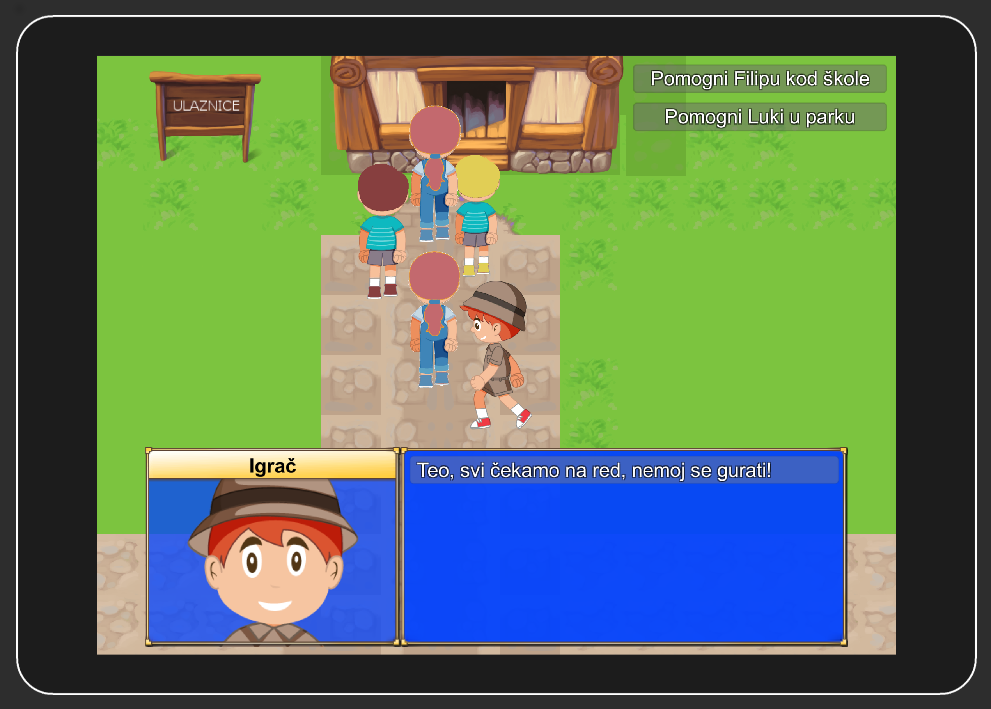 ULAZNICE
Pomogni Filipu kod škole
Pomogni Luki u parku
Igrač
Teo, svi čekamo na red, nemoj se gurati!